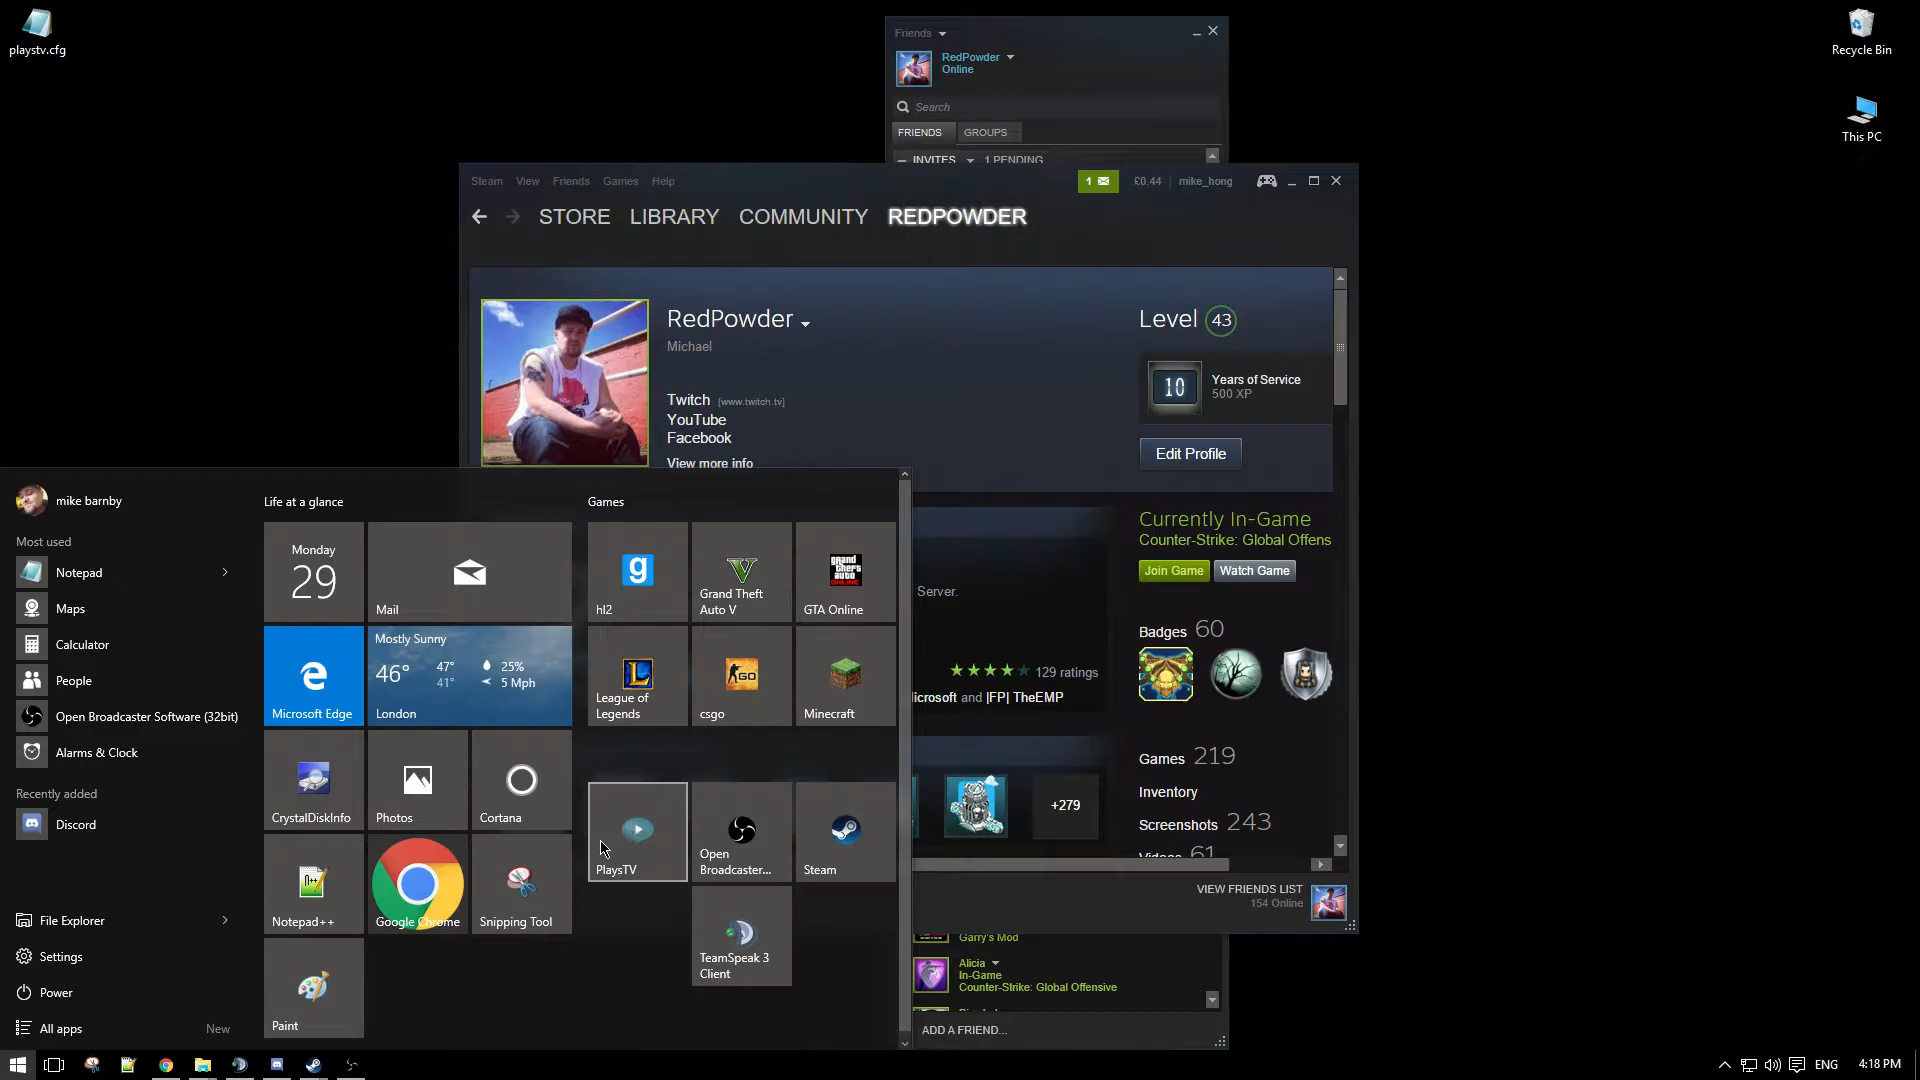 playstv.cfg
Recycle Bin
This PC
Friends
RedPowder
Online
Search
FRIENDS
GROUPS
INVITES
1 PENDING
Steam View Friends Games Help
1
£0.44
mike_hong
STORE LIBRARY COMMUNITY REDPOWDER
RedPowder
Michael
Twitch [www.twitch.tv]
YouTube
Facebook
View more info
Level 43
10
Years of Service
500 XP
Edit Profile
Currently In-Game
Counter-Strike: Global Offens
Join Game
Watch Game
Server.
129 ratings
icrosoft and |FP| TheEMP
Badges 60
Games 219
Inventory
Screenshots 243
Videos 61
+279
VIEW FRIENDS LIST
154 Online
Garry's Mod
Alicia
In-Game
Counter-Strike: Global Offensive
ADD A FRIEND...
mike barnby
Most used
Notepad
Maps
Calculator
People
Open Broadcaster Software (32bit)
Alarms & Clock
Recently added
Discord
File Explorer
Settings
Power
All apps
New
Life at a glance
Monday
29
Mail
Microsoft Edge
Mostly Sunny
46°
47°
41°
25%
5 Mph
London
CrystalDiskInfo
Photos
Cortana
Notepad++
Google Chrome
Snipping Tool
Paint
Games
g
hl2
Grand Theft
Auto V
grand
theft
auto
ONLINE
GTA Online
L
League of
Legends
GO
csgo
Minecraft
PlaysTV
Open
Broadcaster...
Steam
TeamSpeak 3
Client
ENG
4:18 PM